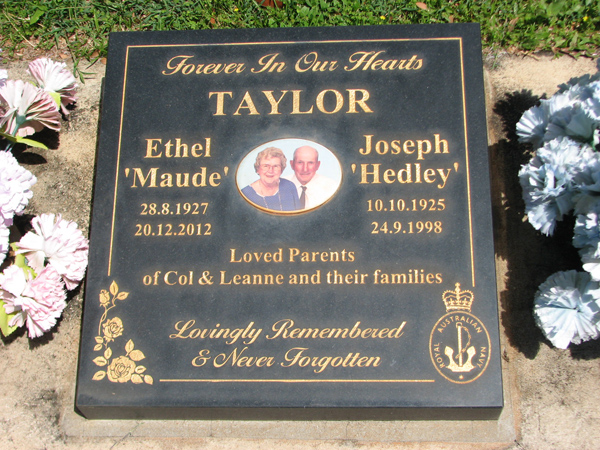 Forever In Our Hearts
TAYLOR
Ethel
'Maude'
28.8.1927
20.12.2012
Joseph
'Hedley'
10.10.1925
24.9.1998
Loved Parents
of Col & Leanne and their families
Lovingly Remembered
& Never Forgotten
ROYAL AUSTRALIAN NAVY